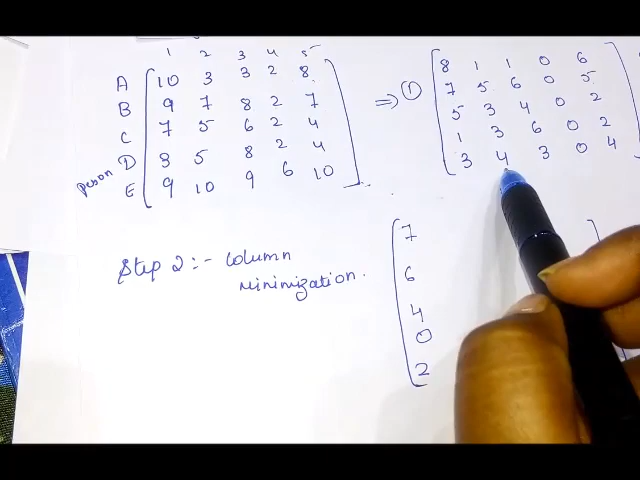 1 2 3 4 5
A 10 3 3 2 8
B 9 7 8 2 7
C 7 5 6 2 4
D 3 5 8 2 4
person E 9 10 9 6 10
⇒ ① 8 1 1 0 6
7 5 6 0 5
5 3 4 0 2
1 3 6 0 2
3 4 3 0 4
Step 2 :- Column
minimization.
7
6
4
0
2